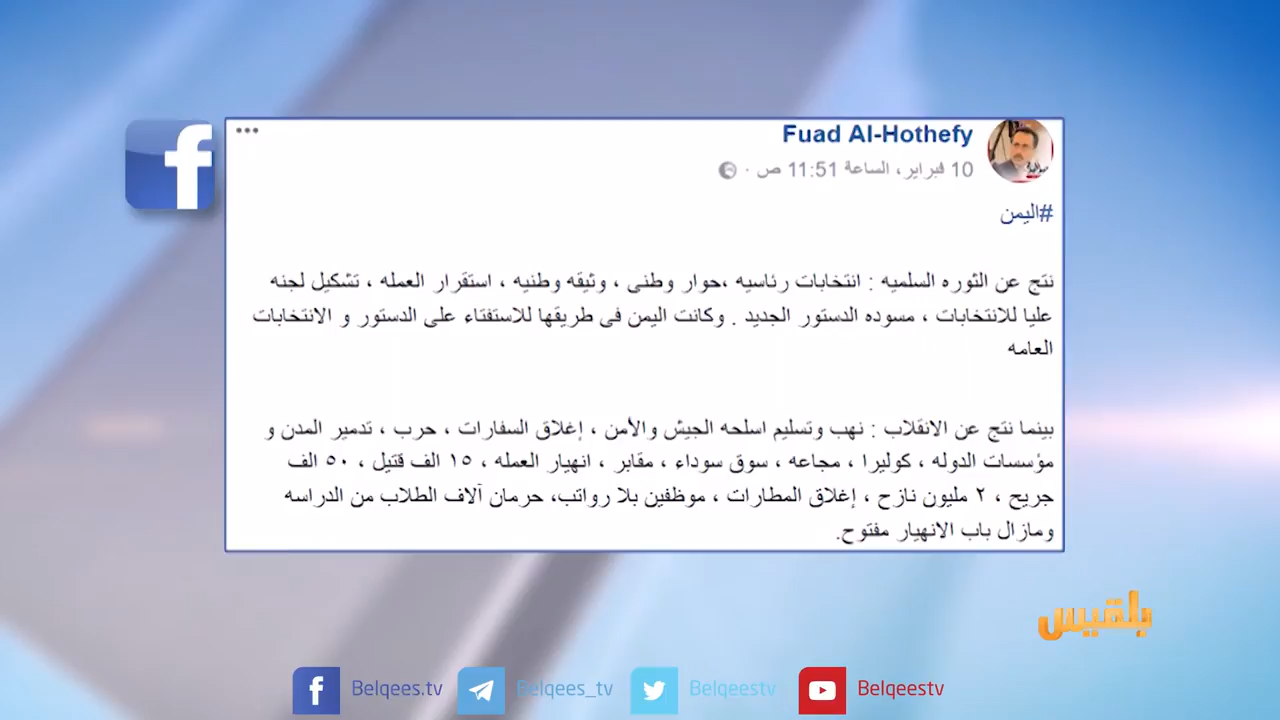 Fuad Al-Hothefy
10 فبراير، الساعة 11:51 ص ·
#اليمن
نتج عن الثوره السلميه : انتخابات رئاسيه ،حوار وطنى ، وثيقه وطنيه ، استقرار العمله ، تشكيل لجنه
عليا للانتخابات ، مسوده الدستور الجديد . وكانت اليمن فى طريقها للاستفتاء على الدستور و الانتخابات
العامه
بينما نتج عن الانقلاب : نهب وتسليم اسلحه الجيش والأمن ، إغلاق السفارات ، حرب ، تدمير المدن و
مؤسسات الدوله ، كوليرا ، مجاعه ، سوق سوداء ، مقابر ، انهيار العمله ، ١٥ الف قتيل ، ٥٠ الف
جريح ، ٢ مليون نازح ، إغلاق المطارات ، موظفين بلا رواتب، حرمان آلاف الطلاب من الدراسه
ومازال باب الانهيار مفتوح.
بلقيس
Belqees.tv Belqees_tv Belqeestv Belqeestv